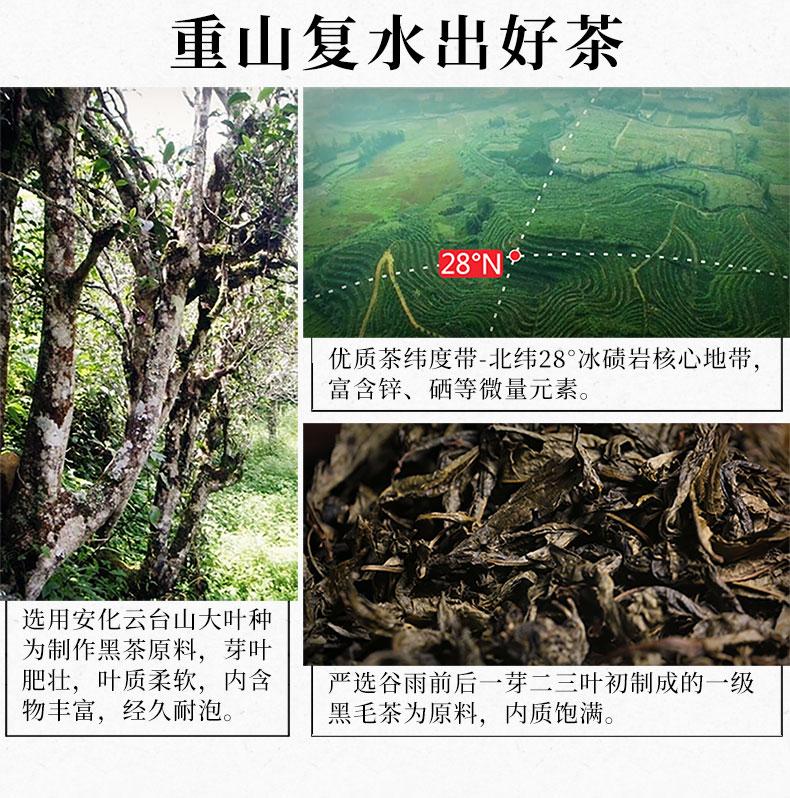 重山复水出好茶
28°N
优质茶纬度带-北纬28°冰碛岩核心地带，
富含锌、硒等微量元素。
选用安化云台山大叶种
为制作黑茶原料，芽叶
肥壮，叶质柔软，内含
物丰富，经久耐泡。
严选谷雨前后一芽二三叶初制成的一级
黑毛茶为原料，内质饱满。